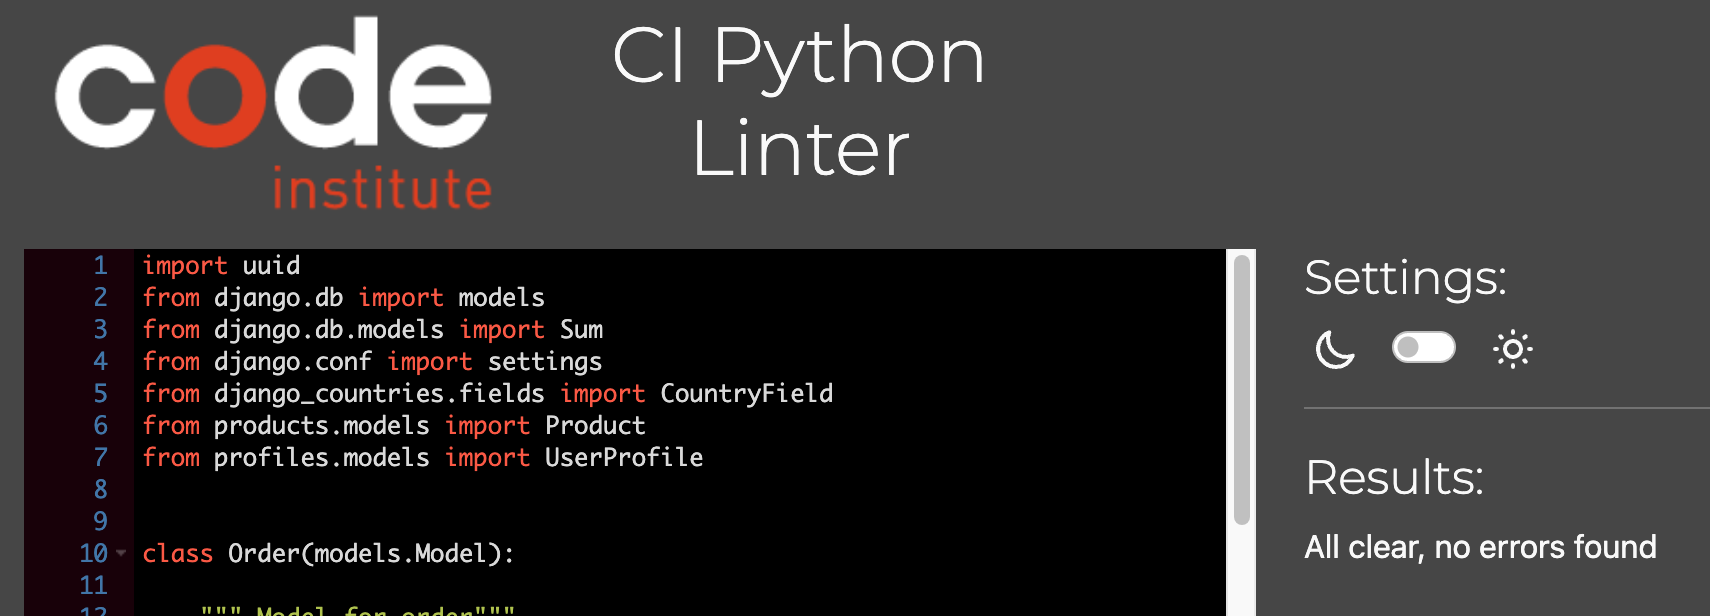 code
institute
CI Python
Linter
1 import uuid
2 from django.db import models
3 from django.db.models import Sum
4 from django.conf import settings
5 from django_countries.fields import CountryField
6 from products.models import Product
7 from profiles.models import UserProfile
8
9
10 class Order(models.Model):
11
12 """ Model for order"""
Settings:
Results:
All clear, no errors found